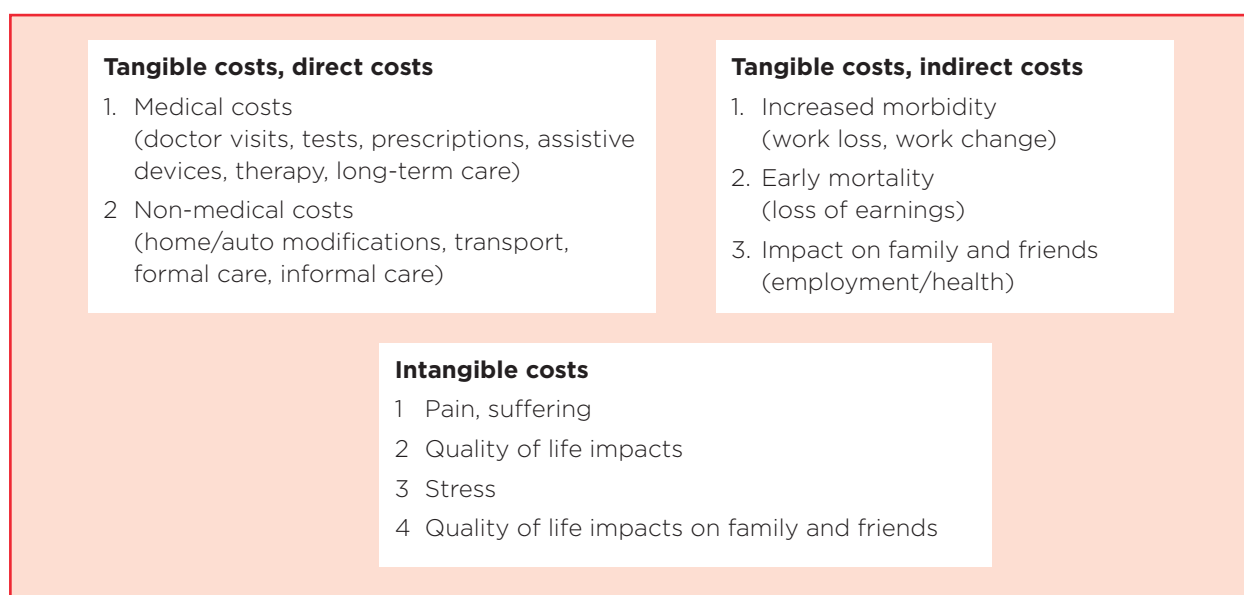 Tangible costs, direct costs
1. Medical costs
(doctor visits, tests, prescriptions, assistive
devices, therapy, long-term care)
2 Non-medical costs
(home/auto modifications, transport,
formal care, informal care)
Tangible costs, indirect costs
1. Increased morbidity
(work loss, work change)
2. Early mortality
(loss of earnings)
3. Impact on family and friends
(employment/health)
Intangible costs
1 Pain, suffering
2 Quality of life impacts
3 Stress
4 Quality of life impacts on family and friends